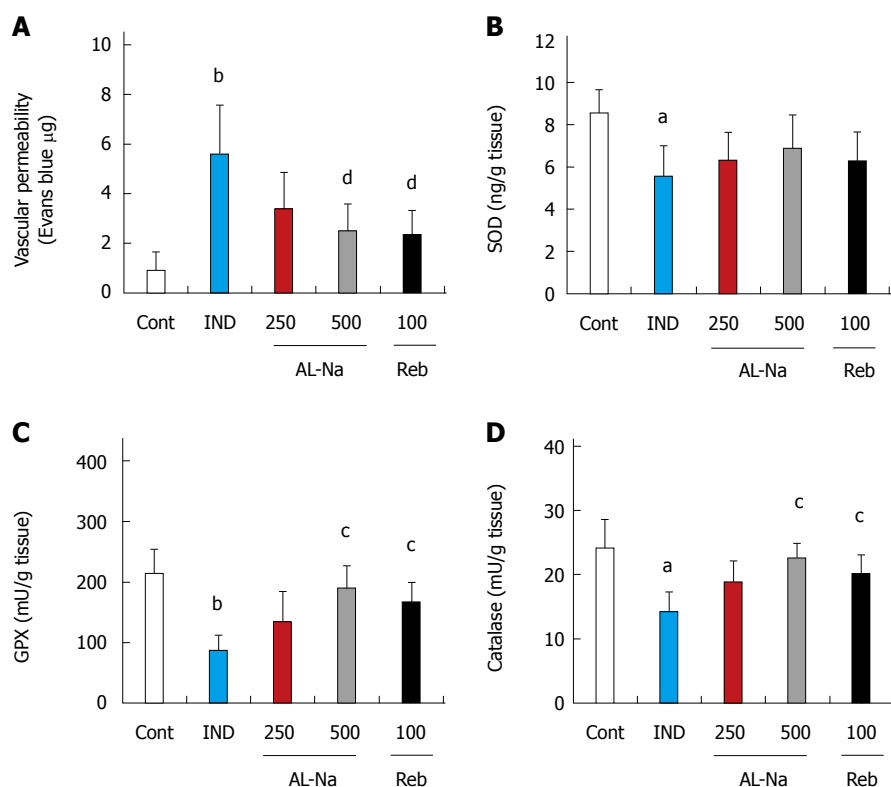 A
Vascular permeability
(Evans blue μg)
10
8
6
4
2
0
b
d
d
Cont IND 250 500 100
AL-Na Reb
B
SOD (ng/g tissue)
12
10
8
6
4
2
0
a
Cont IND 250 500 100
AL-Na Reb
C
GPX (mU/g tissue)
400
300
200
100
0
b
c
c
Cont IND 250 500 100
AL-Na Reb
D
Catalase (mU/g tissue)
40
30
20
10
0
a
c
c
Cont IND 250 500 100
AL-Na Reb